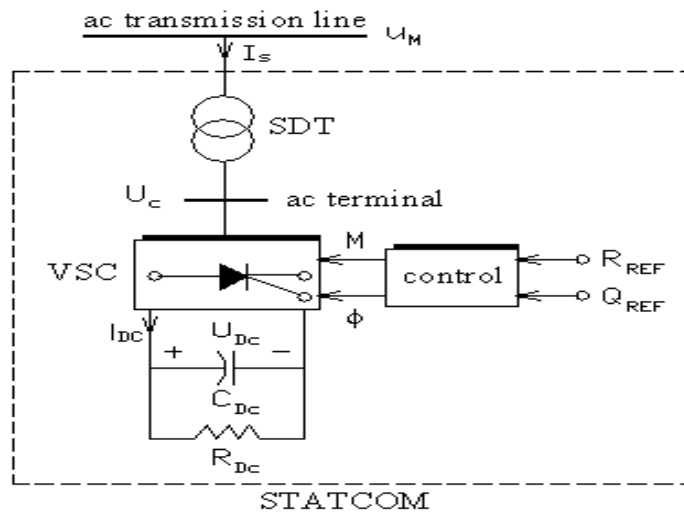 ac transmission line
U_M
I_s
SDT
U_c
ac terminal
M
VSC
control
R_REF
Q_REF
ϕ
I_DC
+ U_Dc −
C_Dc
R_Dc
STATCOM